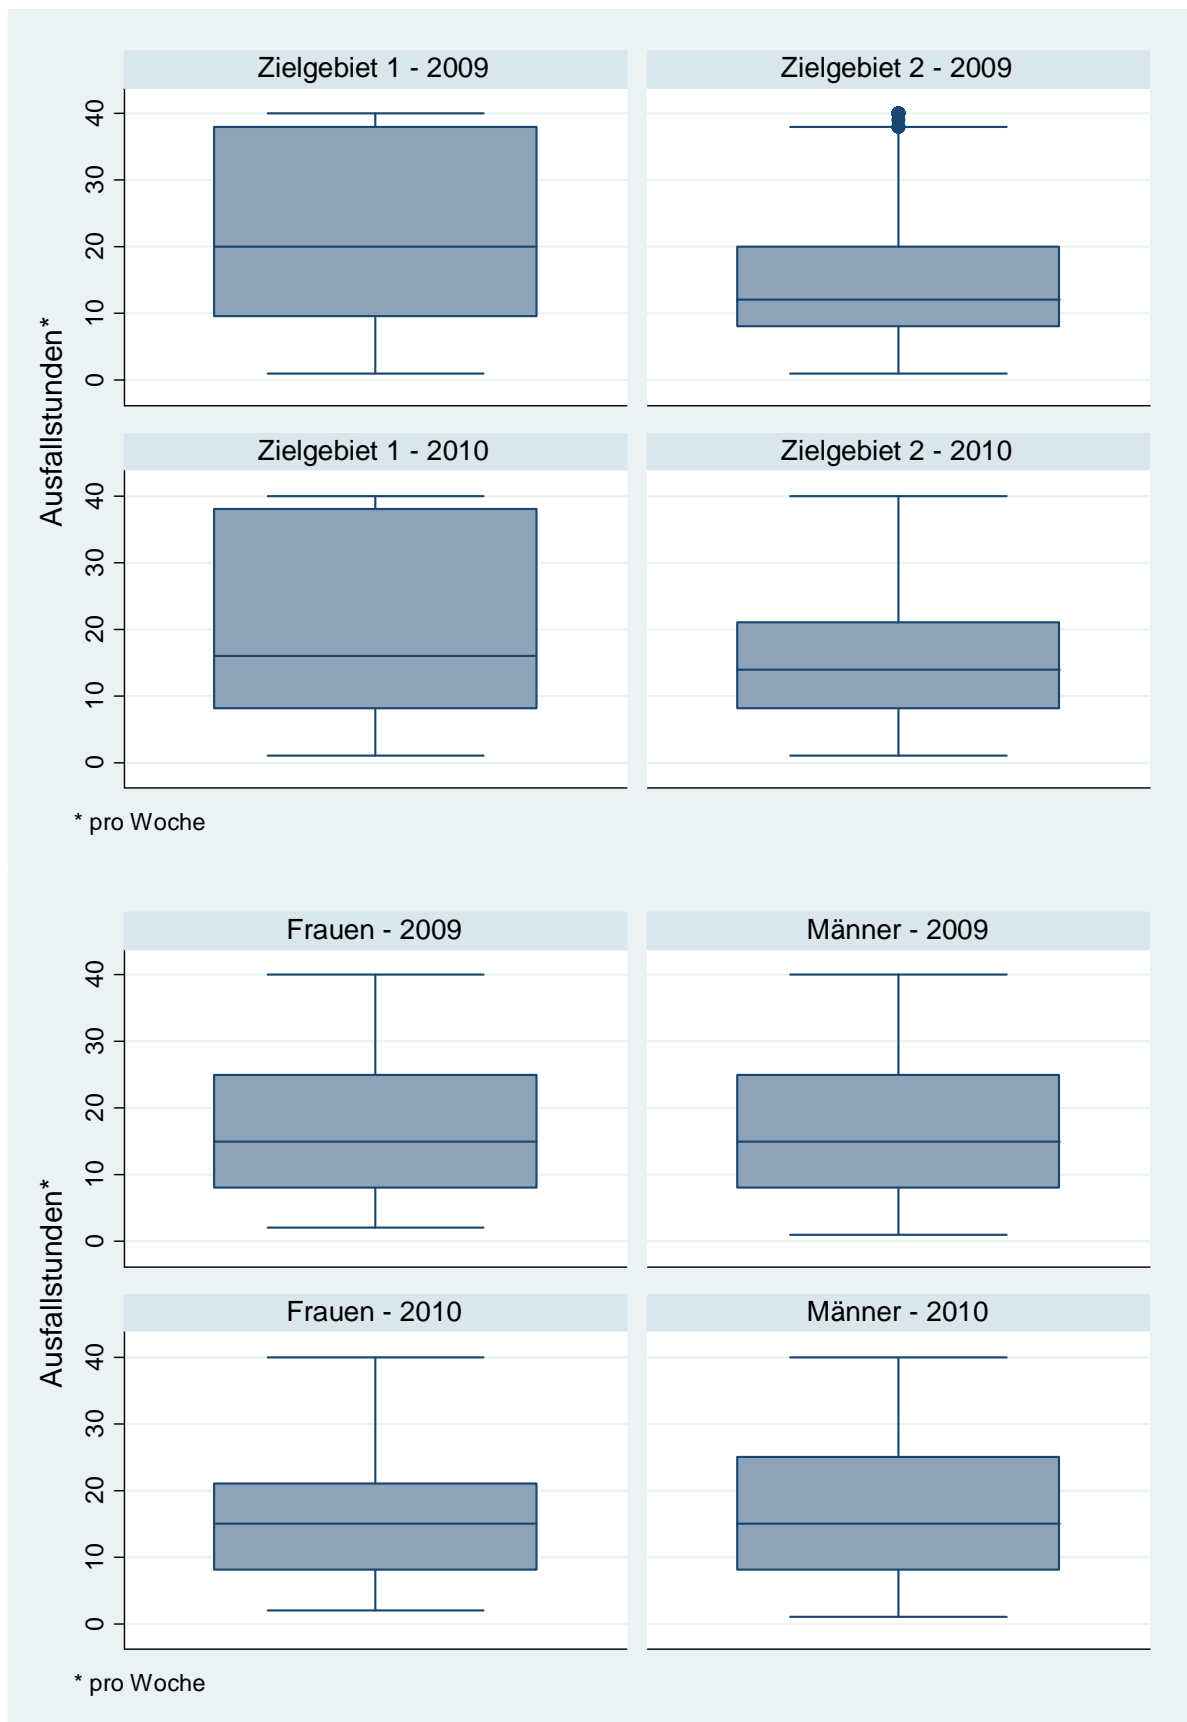 Zielgebiet 1 - 2009
Zielgebiet 2 - 2009
40
30
20
10
0
Ausfallstunden*
Zielgebiet 1 - 2010
Zielgebiet 2 - 2010
40
30
20
10
0
* pro Woche
Frauen - 2009
Männer - 2009
40
30
20
10
0
Ausfallstunden*
Frauen - 2010
Männer - 2010
40
30
20
10
0
* pro Woche